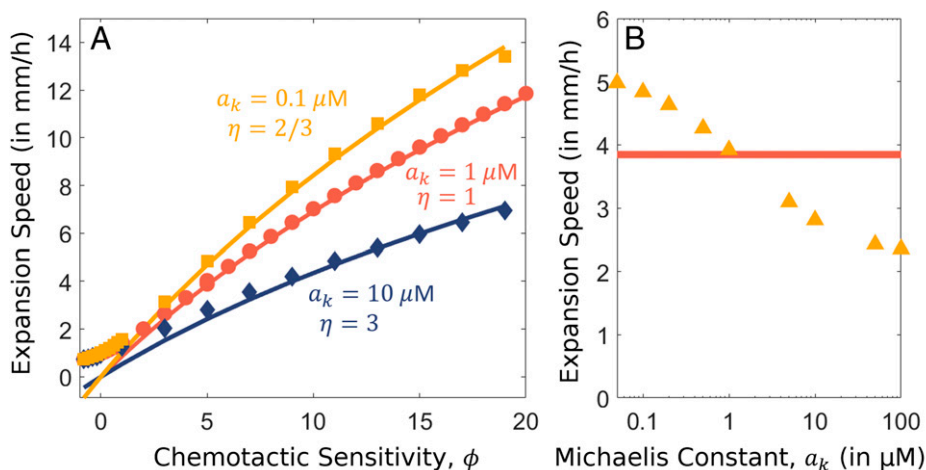 A
Expansion Speed (in mm/h)
14
12
10
8
6
4
2
0
a_k = 0.1 μM
η = 2/3
a_k = 1 μM
η = 1
a_k = 10 μM
η = 3
0 5 10 15 20
Chemotactic Sensitivity, ϕ
B
Expansion Speed (in mm/h)
6
5
4
3
2
1
0
0.1 1 10 100
Michaelis Constant, a_k (in μM)